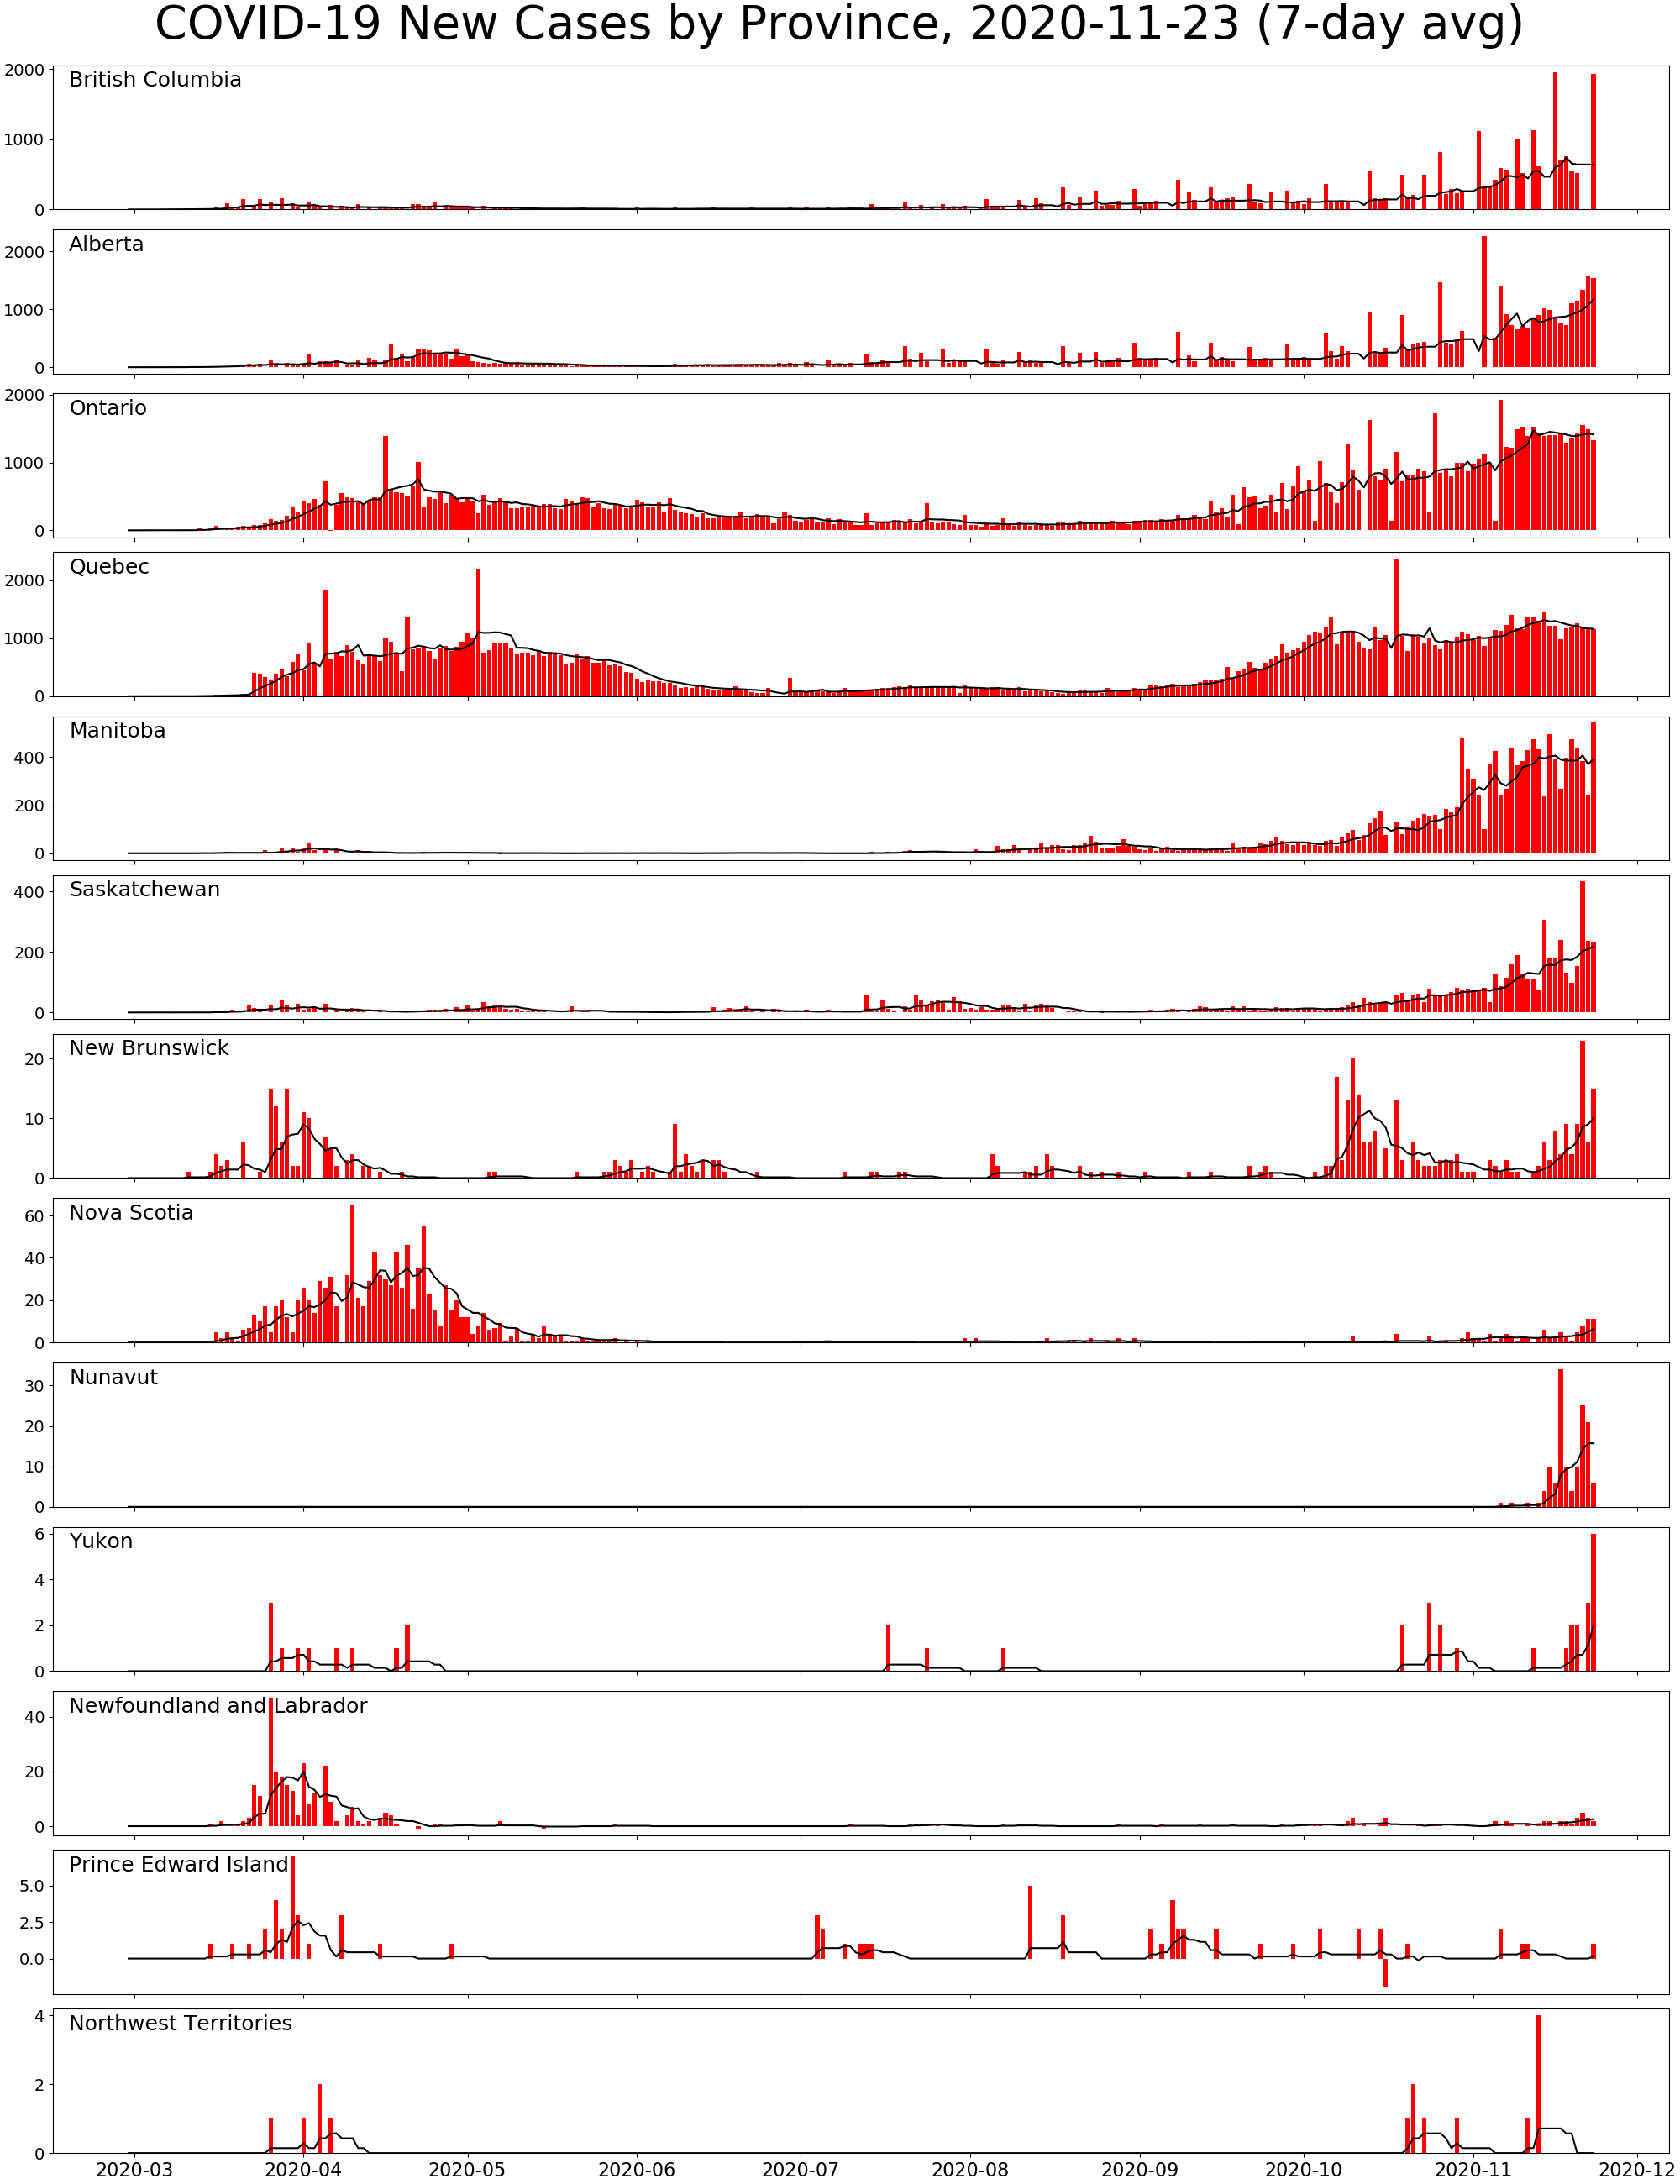 COVID-19 New Cases by Province, 2020-11-23 (7-day avg)
British Columbia
2000
1000
0
Alberta
2000
1000
0
Ontario
2000
1000
0
Quebec
2000
1000
0
Manitoba
400
200
0
Saskatchewan
400
200
0
New Brunswick
20
10
0
Nova Scotia
60
40
20
0
Nunavut
30
20
10
0
Yukon
6
4
2
0
Newfoundland and Labrador
40
20
0
Prince Edward Island
5.0
2.5
0.0
Northwest Territories
4
2
0
2020-03 2020-04 2020-05 2020-06 2020-07 2020-08 2020-09 2020-10 2020-11 2020-12